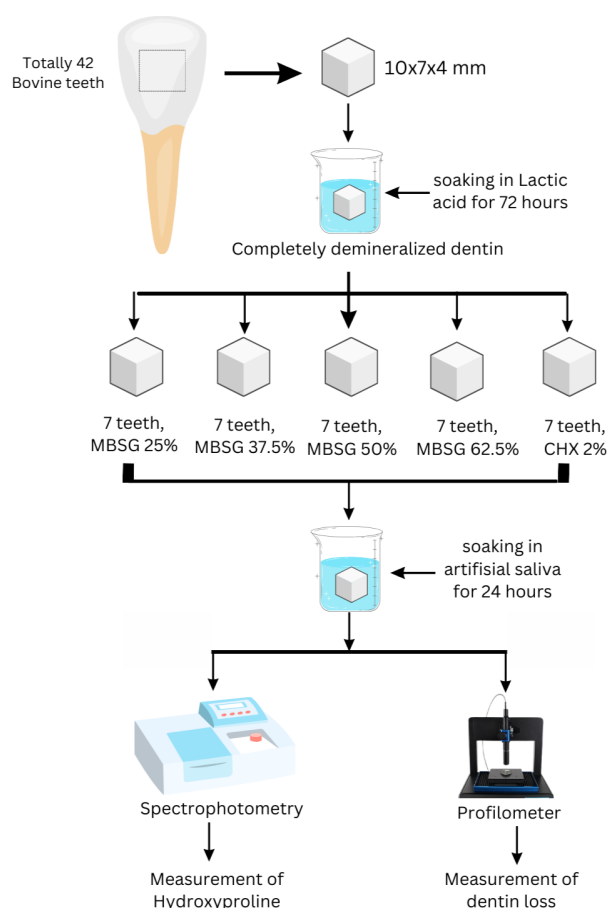 Totally 42
Bovine teeth
10x7x4 mm
soaking in Lactic
acid for 72 hours
Completely demineralized dentin
7 teeth,
MBSG 25%
7 teeth,
MBSG 37.5%
7 teeth,
MBSG 50%
7 teeth,
MBSG 62.5%
7 teeth,
CHX 2%
soaking in
artifisial saliva
for 24 hours
Spectrophotometry
Profilometer
Measurement of
Hydroxyproline
Measurement of
dentin loss